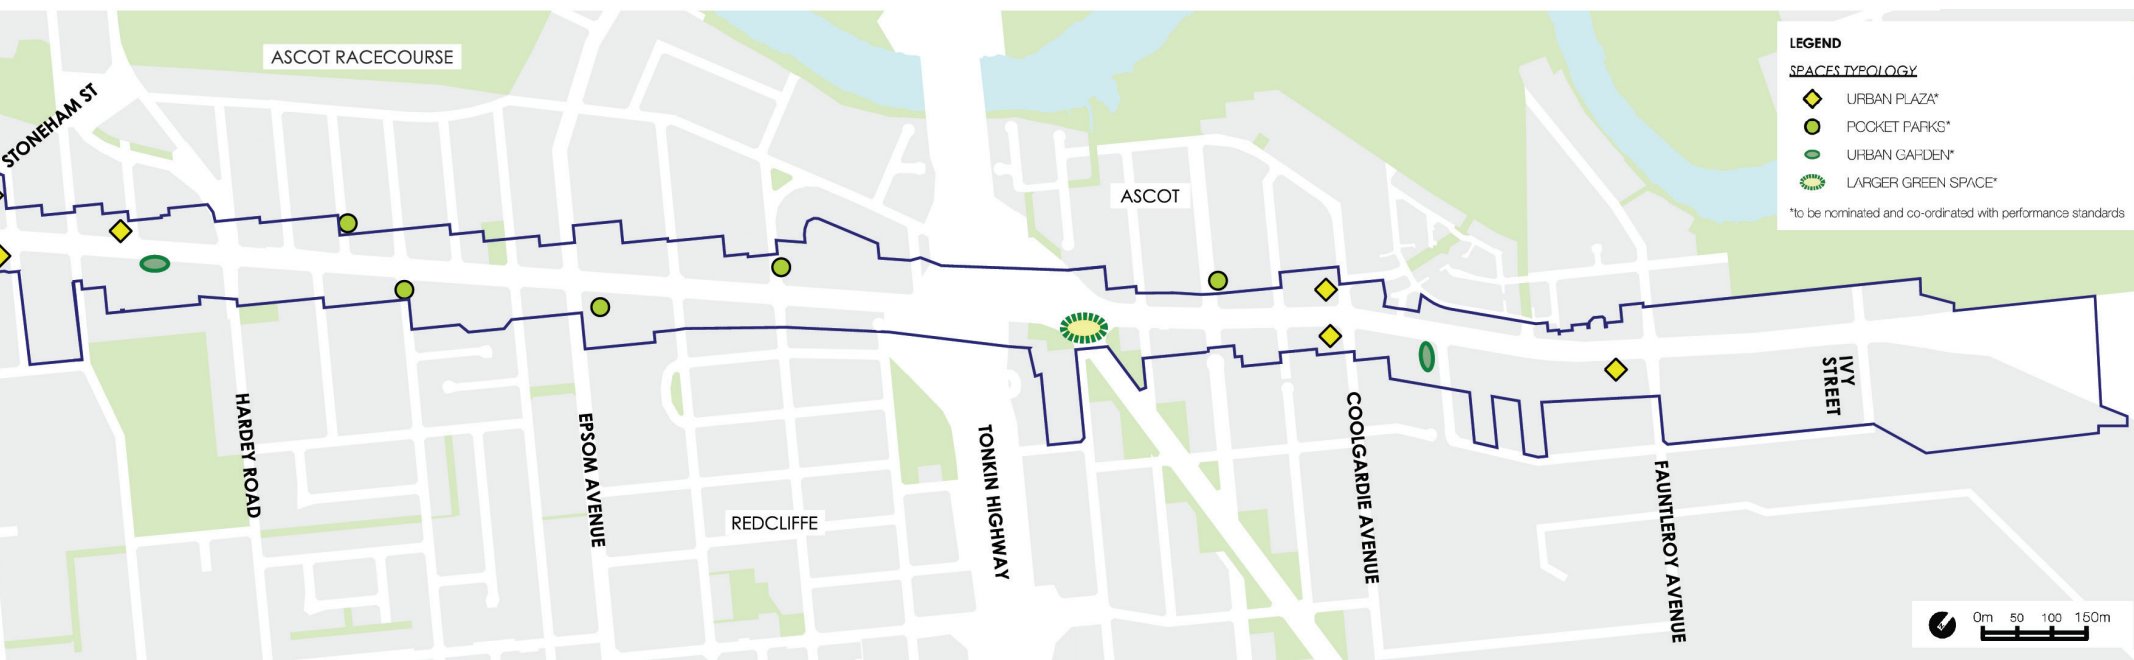 ASCOT RACECOURSE
STONEHAM ST
ASCOT
HARDEY ROAD
EPSOM AVENUE
REDCLIFFE
TONKIN HIGHWAY
COOLGARDIE AVENUE
FAUNTLEROY AVENUE
IVY
STREET
LEGEND
SPACES TYPOLOGY
URBAN PLAZA*
POCKET PARKS*
URBAN GARDEN*
LARGER GREEN SPACE*
*to be nominated and co-ordinated with performance standards
0m 50 100 150m